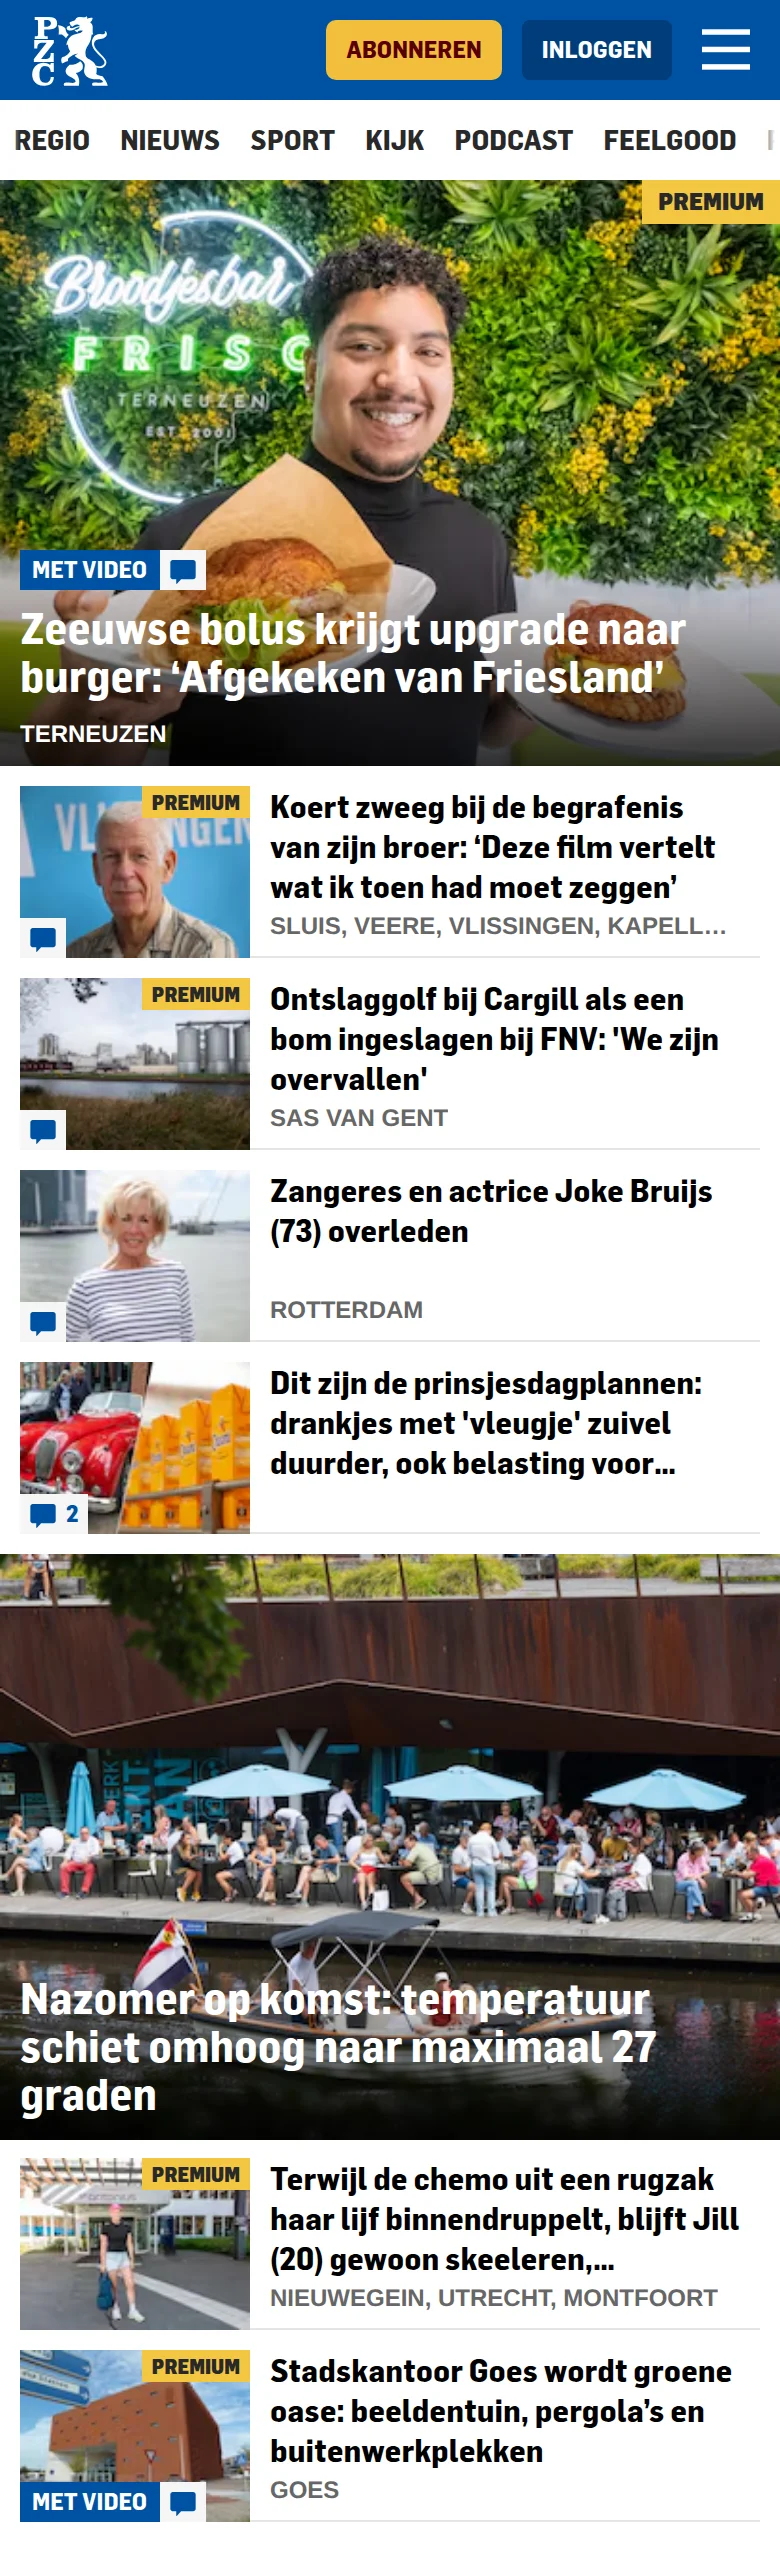 PZC
ABONNEREN
INLOGGEN
REGIO NIEUWS SPORT KIJK PODCAST FEELGOOD
PREMIUM
Broodjesbar
FRISC
TERNEUZEN
EST 2001
MET VIDEO
Zeeuwse bolus krijgt upgrade naar
burger: ‘Afgekeken van Friesland’
TERNEUZEN
PREMIUM
Koert zweeg bij de begrafenis
van zijn broer: ‘Deze film vertelt
wat ik toen had moet zeggen’
SLUIS, VEERE, VLISSINGEN, KAPELL...
PREMIUM
Ontslaggolf bij Cargill als een
bom ingeslagen bij FNV: 'We zijn
overvallen'
SAS VAN GENT
Zangeres en actrice Joke Bruijs
(73) overleden
ROTTERDAM
2
Dit zijn de prinsjesdagplannen:
drankjes met 'vleugje' zuivel
duurder, ook belasting voor...
Nazomer op komst: temperatuur
schiet omhoog naar maximaal 27
graden
PREMIUM
Terwijl de chemo uit een rugzak
haar lijf binnendruppelt, blijft Jill
(20) gewoon skeeleren,...
NIEUWEGEIN, UTRECHT, MONTFOORT
PREMIUM
MET VIDEO
Stadskantoor Goes wordt groene
oase: beeldentuin, pergola’s en
buitenwerkplekken
GOES